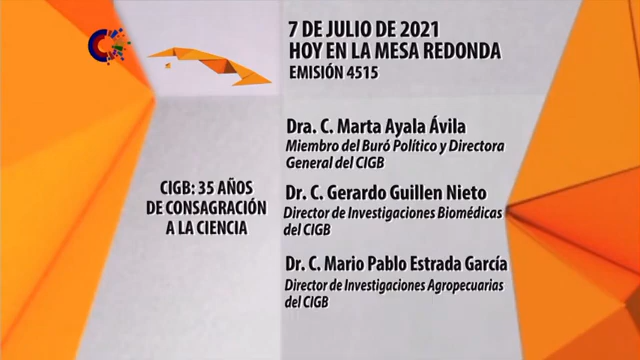 7 DE JULIO DE 2021
HOY EN LA MESA REDONDA
EMISIÓN 4515
CIGB: 35 AÑOS
DE CONSAGRACIÓN
A LA CIENCIA
Dra. C. Marta Ayala Ávila
Miembro del Buró Político y Directora
General del CIGB
Dr. C. Gerardo Guillen Nieto
Director de Investigaciones Biomédicas
del CIGB
Dr. C. Mario Pablo Estrada García
Director de Investigaciones Agropecuarias
del CIGB